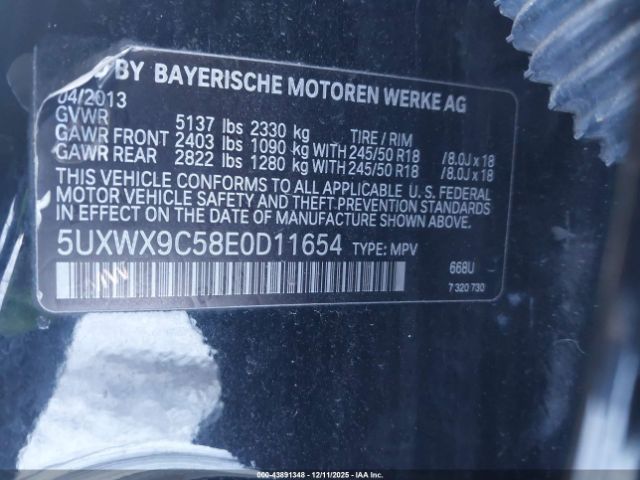 BY BAYERISCHE MOTOREN WERKE AG
04/2013
GVWR 5137 lbs 2330 kg TIRE / RIM
GAWR FRONT 2403 lbs 1090 kg WITH 245/50 R18 / 8.0J x 18
GAWR REAR 2822 lbs 1280 kg WITH 245/50 R18 / 8.0J x 18
THIS VEHICLE CONFORMS TO ALL APPLICABLE U. S. FEDERAL
MOTOR VEHICLE SAFETY AND THEFT-PREVENTION STANDARDS
IN EFFECT ON THE DATE OF MANUFACTURE SHOWN ABOVE.
5UXWX9C58E0D11654 TYPE: MPV
668U
7 320 730
000-43891348 - 12/11/2025 - IAA Inc.